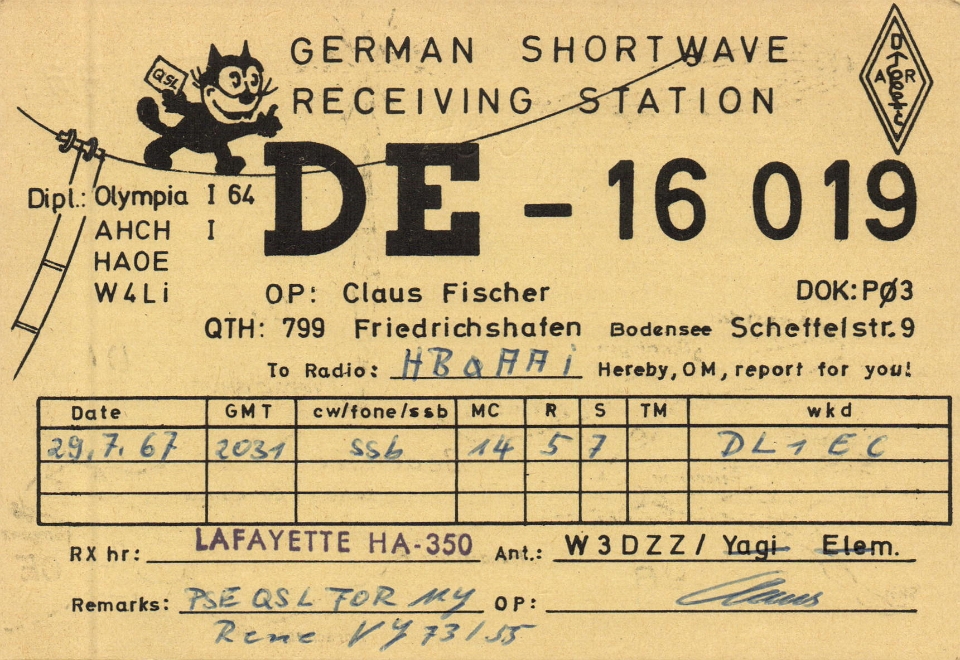 GERMAN SHORTWAVE
RECEIVING STATION
QSL
DARC
DE-16 019
Dipl.: Olympia I 64
AHCH I
HA0E
W4Li
OP: Claus Fischer DOK: PØ3
QTH: 799 Friedrichshafen Bodensee Scheffelstr. 9
To Radio: HB9AAi Hereby, OM, report for you!
Date GMT cw/fone/ssb MC R S TM wkd
29.7.67 2031 ssb 14 5 7 DL1EC
RX hr: LAFAYETTE HA-350 Ant.: W3DZZ/ Yagi Elem.
Remarks: PSE QSL FOR MY OP: Claus
VY 73/55